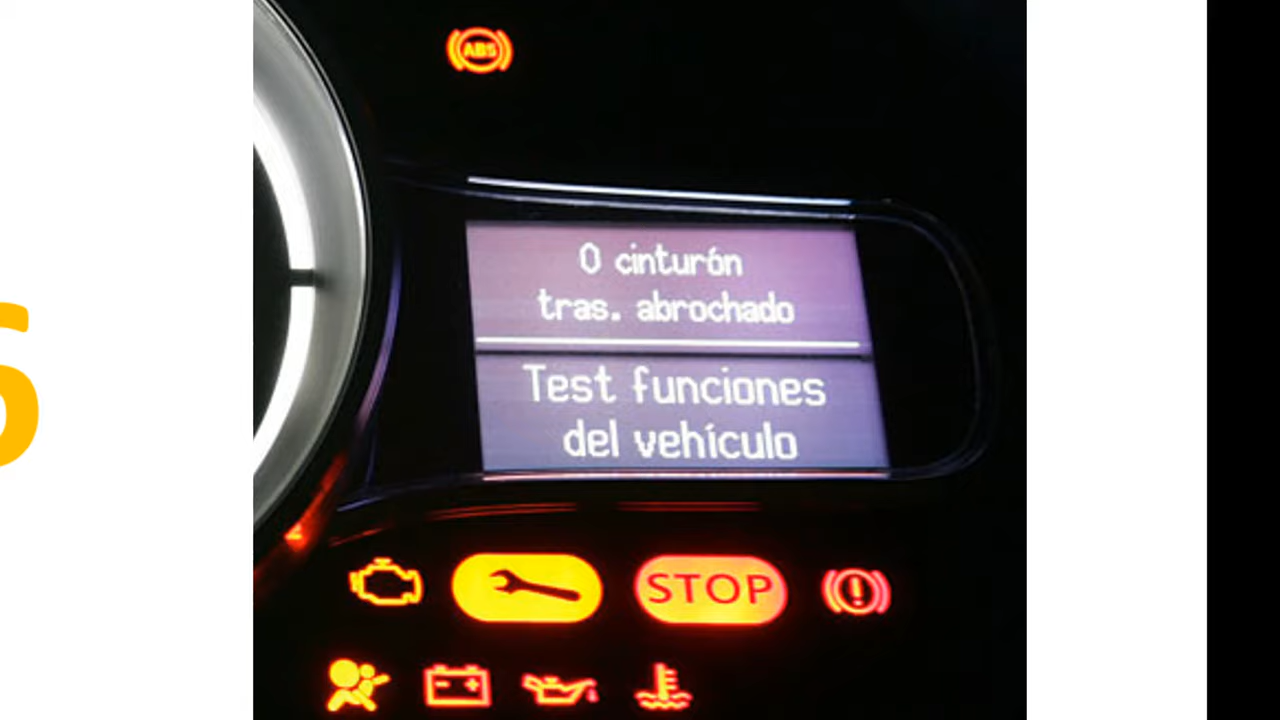 ABS
0 cinturón
tras. abrochado
Test funciones
del vehículo
STOP